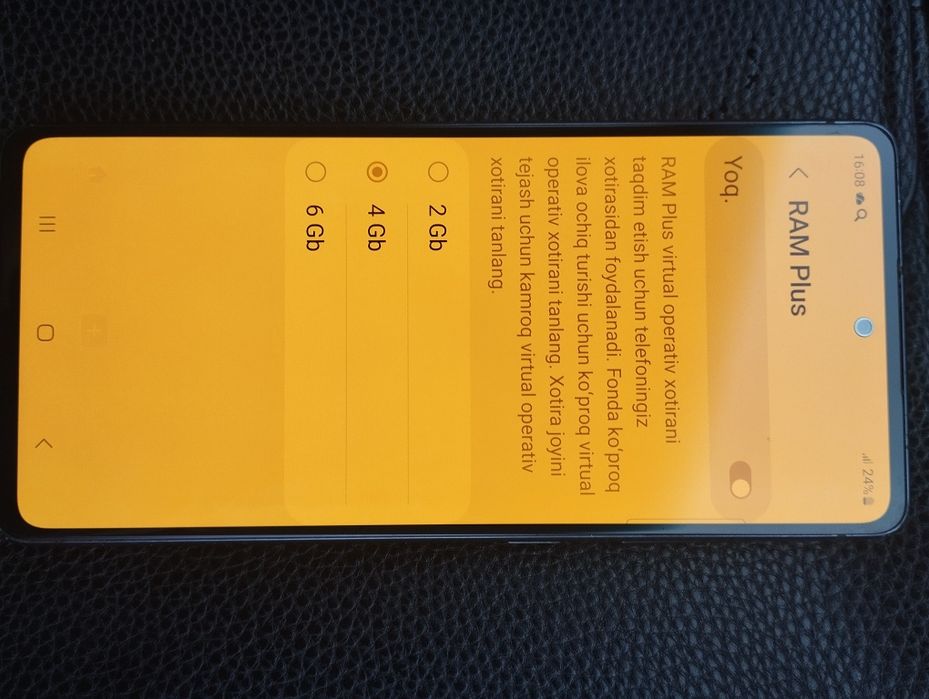 16:08
24%
RAM Plus
Yoq.
RAM Plus virtual operativ xotirani
taqdim etish uchun telefoningiz
xotirasidan foydalanadi. Fonda ko‘proq
ilova ochiq turishi uchun ko‘proq virtual
operativ xotirani tanlang. Xotira joyini
tejash uchun kamroq virtual operativ
xotirani tanlang.
2 Gb
4 Gb
6 Gb